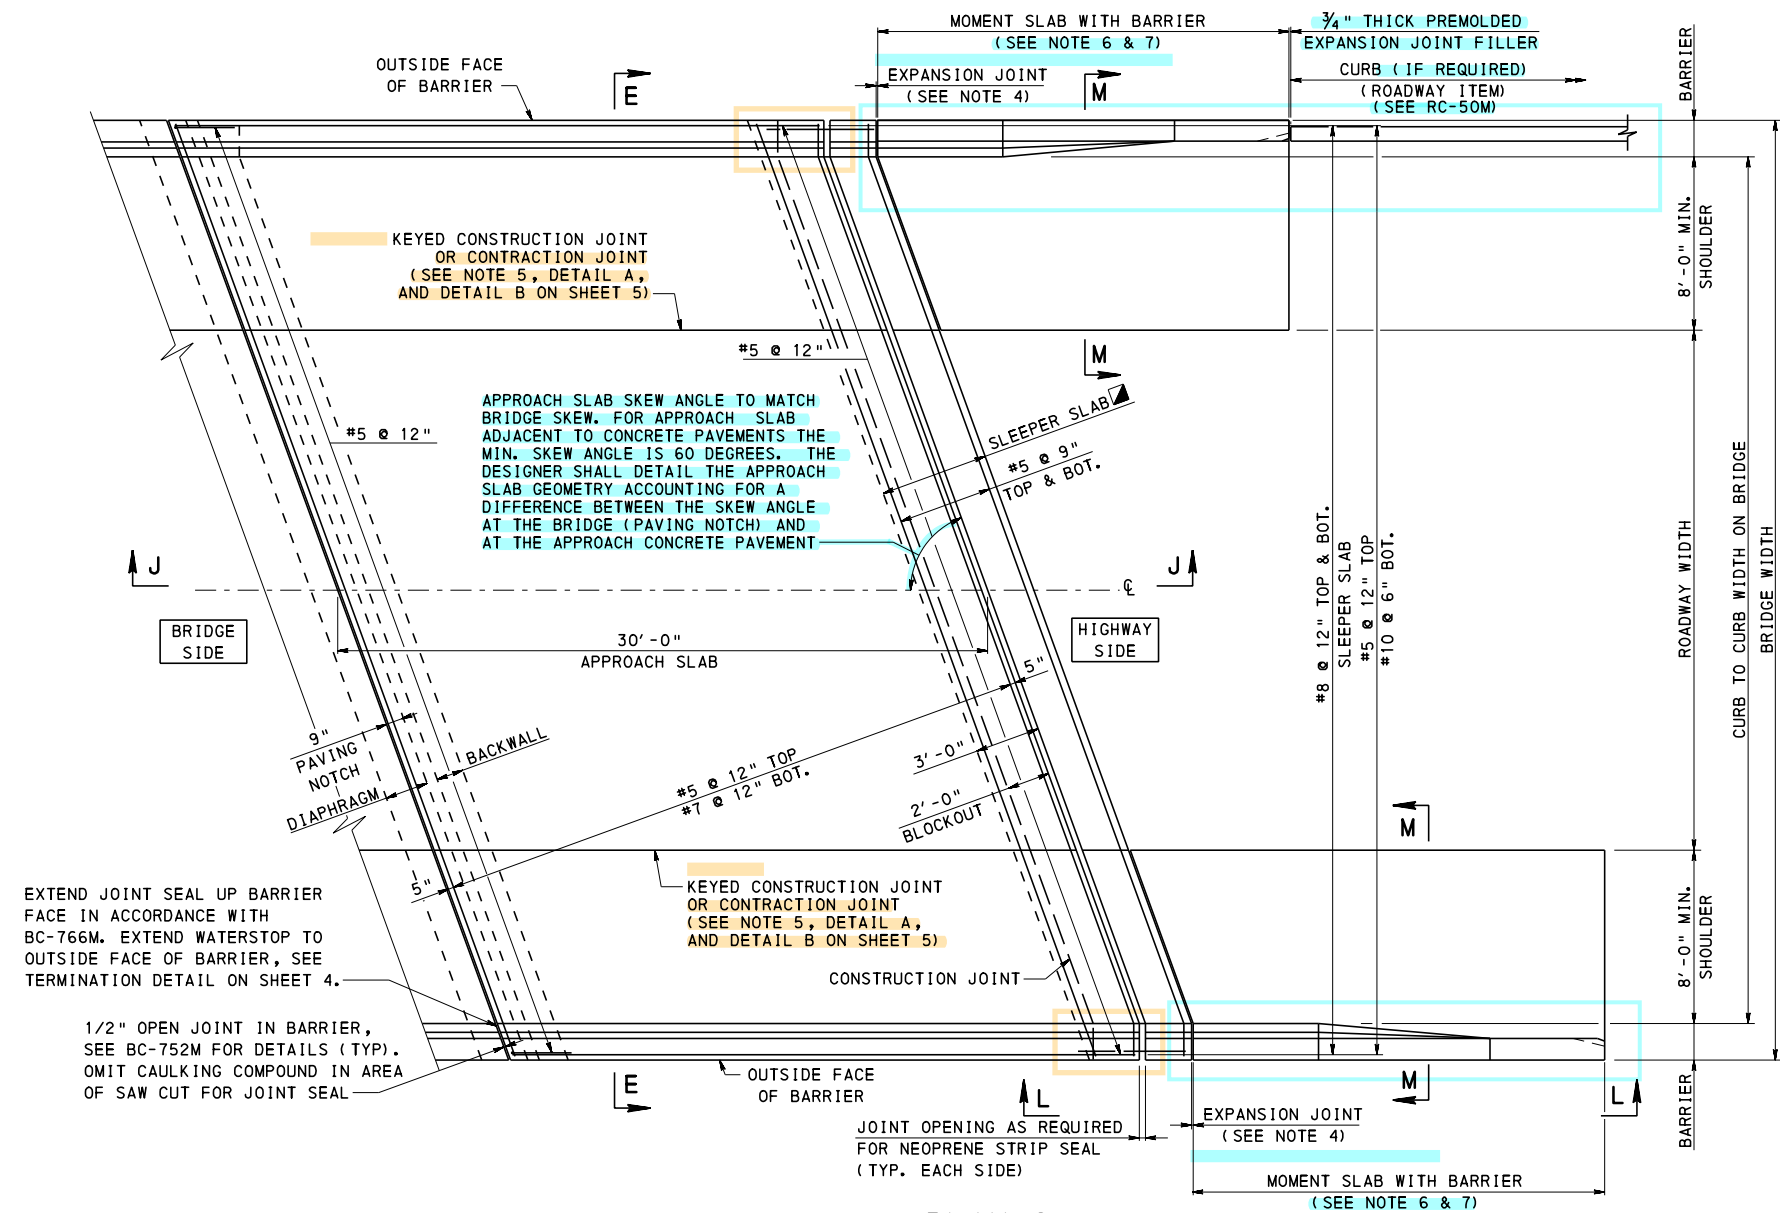 MOMENT SLAB WITH BARRIER
(SEE NOTE 6 & 7)
3/4" THICK PREMOLDED
EXPANSION JOINT FILLER
CURB (IF REQUIRED)
(ROADWAY ITEM)
(SEE RC-50M)
BARRIER
OUTSIDE FACE
OF BARRIER
E
EXPANSION JOINT
(SEE NOTE 4)
M
KEYED CONSTRUCTION JOINT
OR CONTRACTION JOINT
(SEE NOTE 5, DETAIL A,
AND DETAIL B ON SHEET 5)
8'-0" MIN.
SHOULDER
#5 @ 12"
M
APPROACH SLAB SKEW ANGLE TO MATCH
BRIDGE SKEW. FOR APPROACH SLAB
ADJACENT TO CONCRETE PAVEMENTS THE
MIN. SKEW ANGLE IS 60 DEGREES. THE
DESIGNER SHALL DETAIL THE APPROACH
SLAB GEOMETRY ACCOUNTING FOR A
DIFFERENCE BETWEEN THE SKEW ANGLE
AT THE BRIDGE (PAVING NOTCH) AND
AT THE APPROACH CONCRETE PAVEMENT
#5 @ 12"
SLEEPER SLAB
#5 @ 9"
TOP & BOT.
J
J
℄
BRIDGE
SIDE
30'-0"
APPROACH SLAB
HIGHWAY
SIDE
#8 @ 12" TOP & BOT.
SLEEPER SLAB
#5 @ 12" TOP
#10 @ 6" BOT.
ROADWAY WIDTH
CURB TO CURB WIDTH ON BRIDGE
BRIDGE WIDTH
9"
PAVING
NOTCH
DIAPHRAGM
BACKWALL
#5 @ 12" TOP
#7 @ 12" BOT.
5"
3'-0"
2'-0"
BLOCKOUT
M
5"
KEYED CONSTRUCTION JOINT
OR CONTRACTION JOINT
(SEE NOTE 5, DETAIL A,
AND DETAIL B ON SHEET 5)
EXTEND JOINT SEAL UP BARRIER
FACE IN ACCORDANCE WITH
BC-766M. EXTEND WATERSTOP TO
OUTSIDE FACE OF BARRIER, SEE
TERMINATION DETAIL ON SHEET 4.
CONSTRUCTION JOINT
8'-0" MIN.
SHOULDER
1/2" OPEN JOINT IN BARRIER,
SEE BC-752M FOR DETAILS (TYP).
OMIT CAULKING COMPOUND IN AREA
OF SAW CUT FOR JOINT SEAL
E
OUTSIDE FACE
OF BARRIER
L
M
L
BARRIER
JOINT OPENING AS REQUIRED
FOR NEOPRENE STRIP SEAL
(TYP. EACH SIDE)
EXPANSION JOINT
(SEE NOTE 4)
MOMENT SLAB WITH BARRIER
(SEE NOTE 6 & 7)